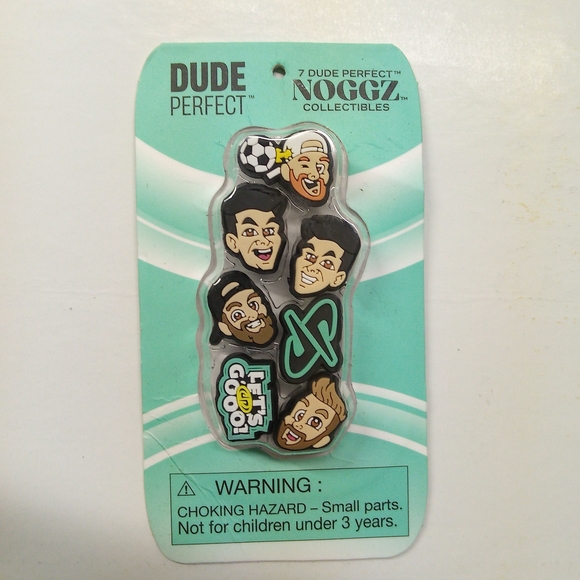 DUDE
PERFECT™
7 DUDE PERFECT™
NOGGZ™
COLLECTIBLES
LET'S
GOOO!
WARNING :
CHOKING HAZARD – Small parts.
Not for children under 3 years.